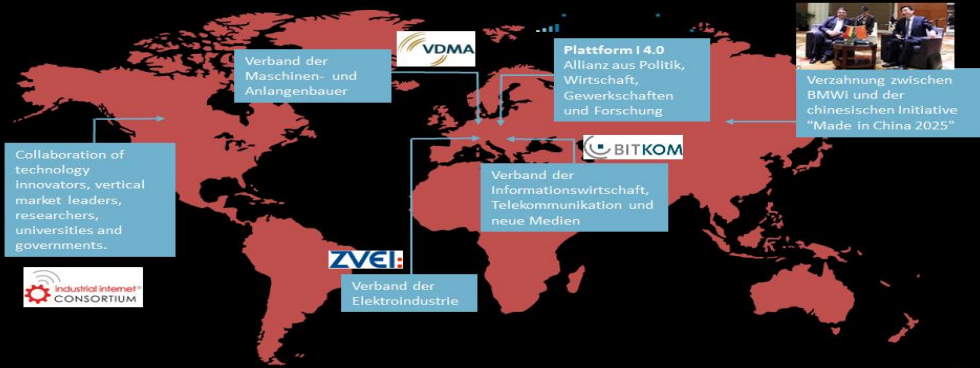 Verband der
Maschinen- und
Anlangenbauer
VDMA
Plattform I 4.0
Allianz aus Politik,
Wirtschaft,
Gewerkschaften
und Forschung
Verzahnung zwischen
BMWi und der
chinesischen Initiative
"Made in China 2025"
Collaboration of
technology
innovators, vertical
market leaders,
researchers,
universities and
governments.
industrial internet
CONSORTIUM
BITKOM
Verband der
Informationswirtschaft,
Telekommunikation und
neue Medien
ZVEI:
Verband der
Elektroindustrie